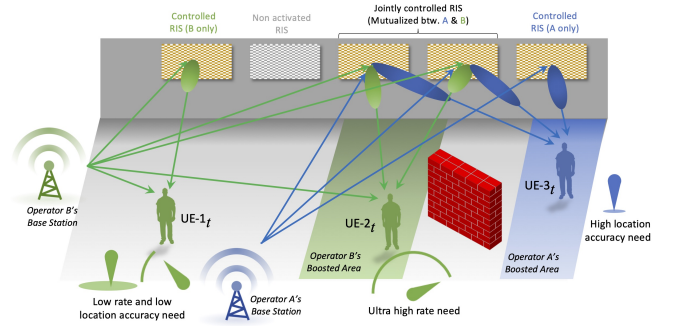 Controlled
RIS (B only)
Non activated
RIS
Jointly controlled RIS
(Mutualized btw. A & B)
Controlled
RIS (A only)
Operator B's
Base Station
UE-1t
UE-2t
UE-3t
High location
accuracy need
Operator B's
Boosted Area
Operator A's
Boosted Area
Low rate and low
location accuracy need
Operator A's
Base Station
Ultra high rate need